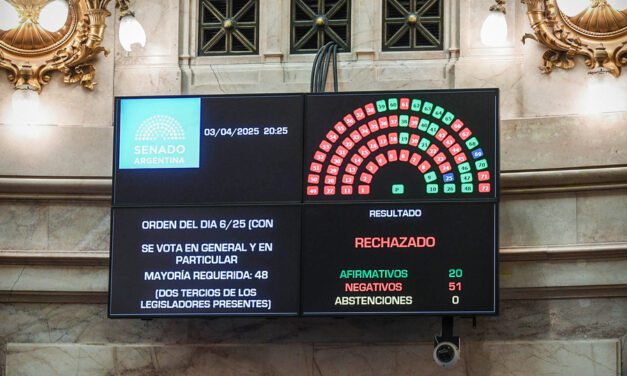 SENADO
ARGENTINA
03/04/2025 20:25
ORDEN DEL DIA 6/25 (CON
SE VOTA EN GENERAL Y EN
PARTICULAR
MAYORÍA REQUERIDA: 48
(DOS TERCIOS DE LOS
LEGISLADORES PRESENTES)
RESULTADO
RECHAZADO
AFIRMATIVOS 20
NEGATIVOS 51
ABSTENCIONES 0